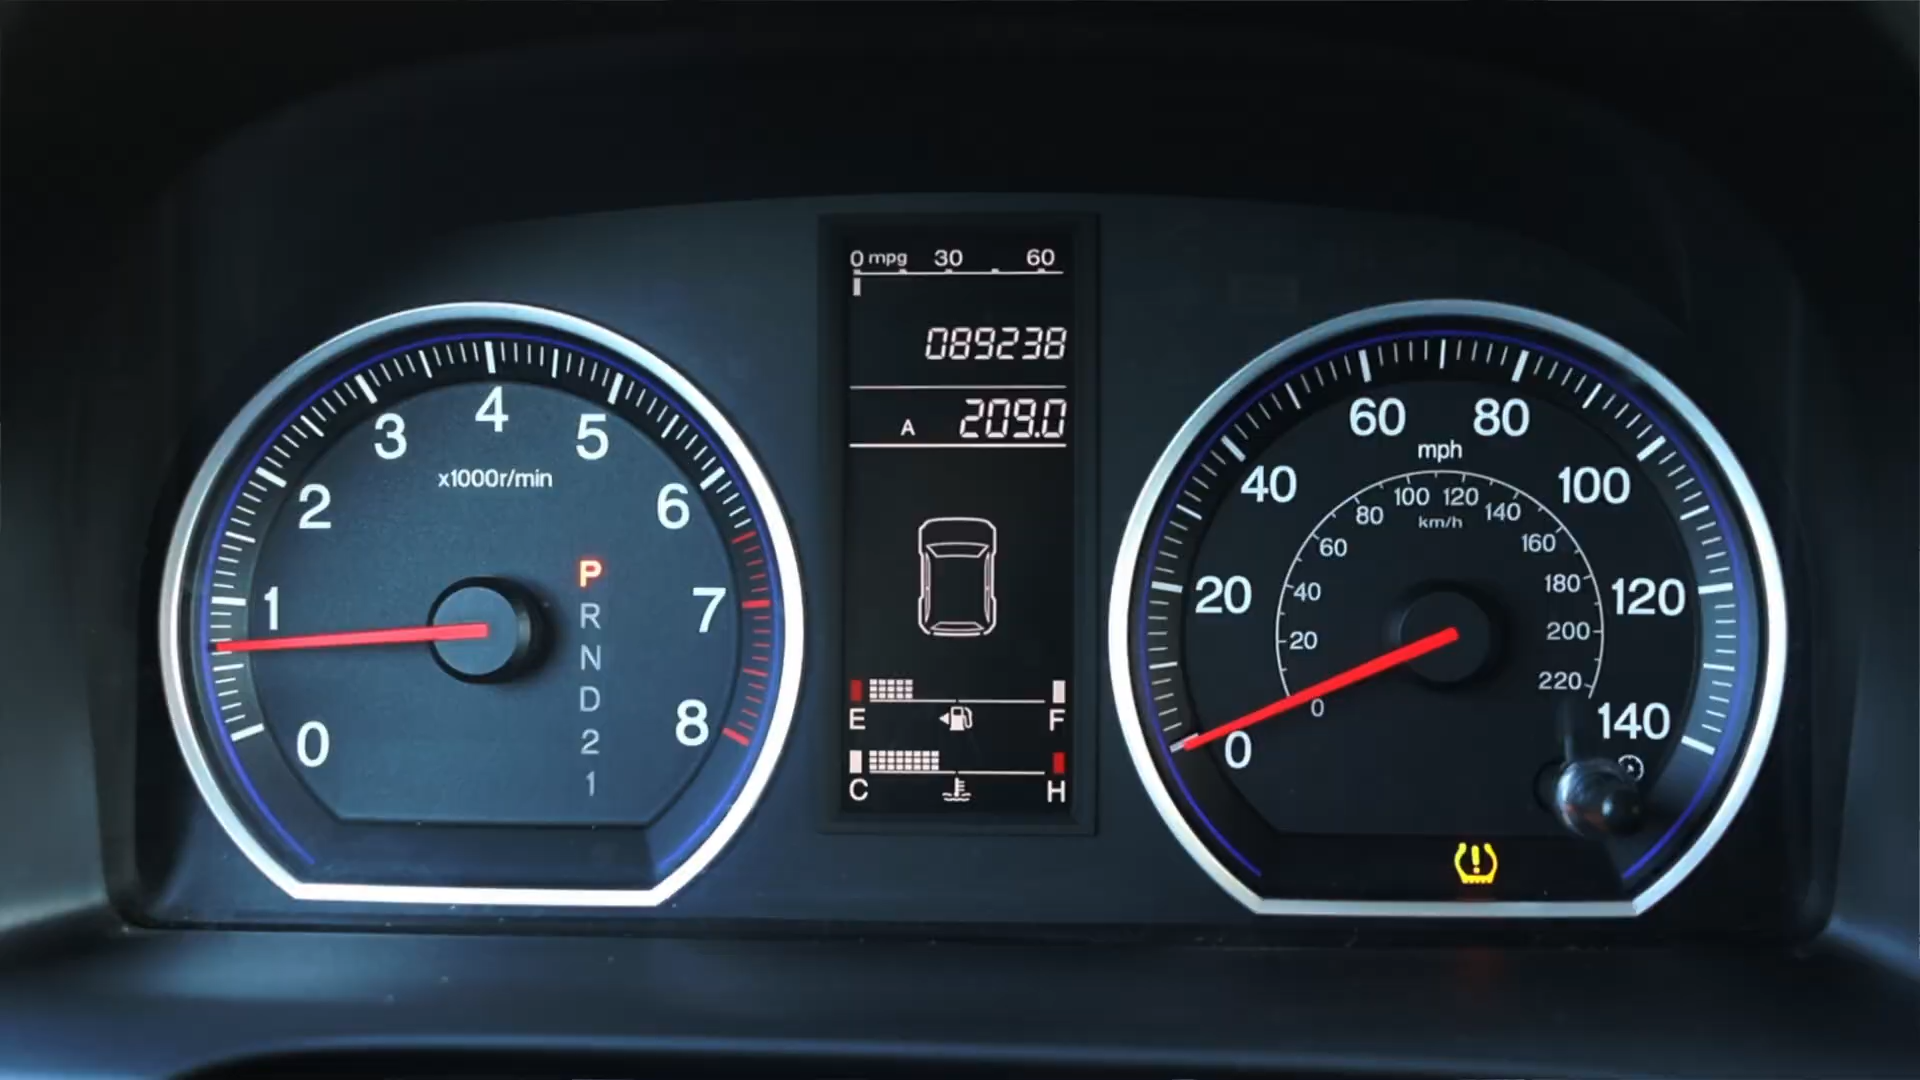 0 mpg 30 60
089238
A 209.0
E F
C H
0 1 2 3 4 5 6 7 8
x1000r/min
P
R
N
D
2
1
0 20 40 60 80 100 120 140
mph
0 20 40 60 80 100 120 140 160 180 200 220
km/h